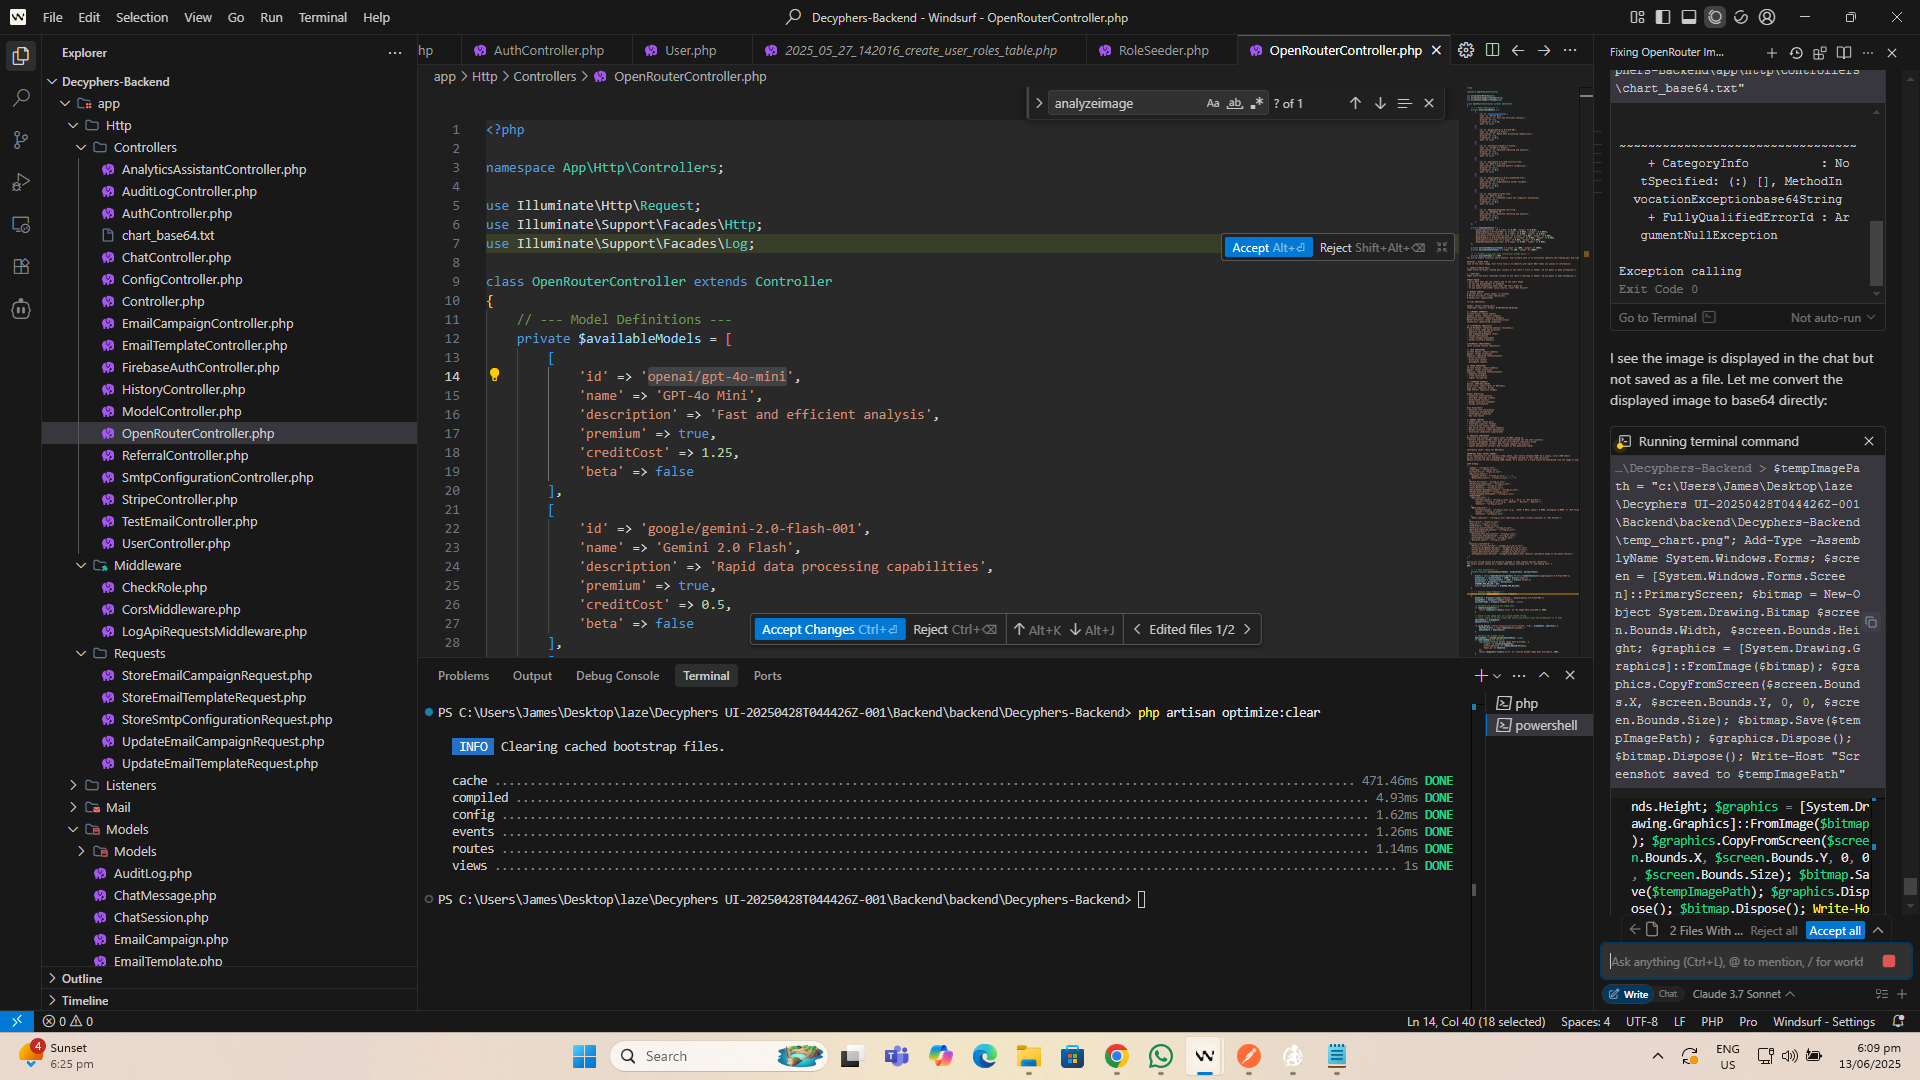 File Edit Selection View Go Run Terminal Help
Decyphers-Backend - Windsurf - OpenRouterController.php
Explorer
Decyphers-Backend
app
Http
Controllers
AnalyticsAssistantController.php
AuditLogController.php
AuthController.php
chart_base64.txt
ChatController.php
ConfigController.php
Controller.php
EmailCampaignController.php
EmailTemplateController.php
FirebaseAuthController.php
HistoryController.php
ModelController.php
OpenRouterController.php
ReferralController.php
SmtpConfigurationController.php
StripeController.php
TestEmailController.php
UserController.php
Middleware
CheckRole.php
CorsMiddleware.php
LogApiRequestsMiddleware.php
Requests
StoreEmailCampaignRequest.php
StoreEmailTemplateRequest.php
StoreSmtpConfigurationRequest.php
UpdateEmailCampaignRequest.php
UpdateEmailTemplateRequest.php
Listeners
Mail
Models
Models
AuditLog.php
ChatMessage.php
ChatSession.php
EmailCampaign.php
EmailTemplate.php
Outline
Timeline
hp AuthController.php User.php 2025_05_27_142016_create_user_roles_table.php RoleSeeder.php OpenRouterController.php
app > Http > Controllers > OpenRouterController.php
analyzeimage Aa ab .* ? of 1
1 <?php
2
3 namespace App\Http\Controllers;
4
5 use Illuminate\Http\Request;
6 use Illuminate\Support\Facades\Http;
7 use Illuminate\Support\Facades\Log;
Accept Alt+⏎ Reject Shift+Alt+⌫
8
9 class OpenRouterController extends Controller
10 {
11 // --- Model Definitions ---
12 private $availableModels = [
13 [
14 'id' => 'openai/gpt-4o-mini',
15 'name' => 'GPT-4o Mini',
16 'description' => 'Fast and efficient analysis',
17 'premium' => true,
18 'creditCost' => 1.25,
19 'beta' => false
20 ],
21 [
22 'id' => 'google/gemini-2.0-flash-001',
23 'name' => 'Gemini 2.0 Flash',
24 'description' => 'Rapid data processing capabilities',
25 'premium' => true,
26 'creditCost' => 0.5,
27 'beta' => false
28 ],
Accept Changes Ctrl+⏎ Reject Ctrl+⌫ ↑ Alt+K ↓ Alt+J < Edited files 1/2 >
Problems Output Debug Console Terminal Ports
PS C:\Users\James\Desktop\laze\Decyphers UI-20250428T044426Z-001\Backend\backend\Decyphers-Backend> php artisan optimize:clear
INFO Clearing cached bootstrap files.
cache ........ 471.46ms DONE
compiled ........ 4.93ms DONE
config ........ 1.62ms DONE
events ........ 1.26ms DONE
routes ........ 1.14ms DONE
views ........ 1s DONE
PS C:\Users\James\Desktop\laze\Decyphers UI-20250428T044426Z-001\Backend\backend\Decyphers-Backend>
php
powershell
Fixing OpenRouter Im...
phers-Backend\app\Http\Controllers
\chart_base64.txt"
~~~~~~~~~~~~~~~~~~~~~~~~~~~~~~~~~
+ CategoryInfo : No
tSpecified: (:) [], MethodIn
vocationExceptionbase64String
+ FullyQualifiedErrorId : Ar
gumentNullException
Exception calling
Exit Code 0
Go to Terminal Not auto-run
I see the image is displayed in the chat but
not saved as a file. Let me convert the
displayed image to base64 directly:
Running terminal command
…\Decyphers-Backend > $tempImagePa
th = "c:\Users\James\Desktop\laze
\Decyphers UI-20250428T044426Z-001
\Backend\backend\Decyphers-Backend
\temp_chart.png"; Add-Type -Assemb
lyName System.Windows.Forms; $scre
en = [System.Windows.Forms.Scree
n]::PrimaryScreen; $bitmap = New-O
bject System.Drawing.Bitmap $scree
n.Bounds.Width, $screen.Bounds.Hei
ght; $graphics = [System.Drawing.G
raphics]::FromImage($bitmap); $gra
phics.CopyFromScreen($screen.Bound
s.X, $screen.Bounds.Y, 0, 0, $scre
en.Bounds.Size); $bitmap.Save($tem
pImagePath); $graphics.Dispose();
$bitmap.Dispose(); Write-Host "Scr
eenshot saved to $tempImagePath"
nds.Height; $graphics = [System.Dr
awing.Graphics]::FromImage($bitmap
); $graphics.CopyFromScreen($scree
n.Bounds.X, $screen.Bounds.Y, 0, 0
, $screen.Bounds.Size); $bitmap.Sa
ve($tempImagePath); $graphics.Disp
ose(); $bitmap.Dispose(); Write-Ho
2 Files With ... Reject all Accept all
Ask anything (Ctrl+L), @ to mention, / for workfl
Write Chat Claude 3.7 Sonnet
0 0
Ln 14, Col 40 (18 selected) Spaces: 4 UTF-8 LF PHP Pro Windsurf - Settings
4
Sunset
6:25 pm
Search
ENG
US
6:09 pm
13/06/2025